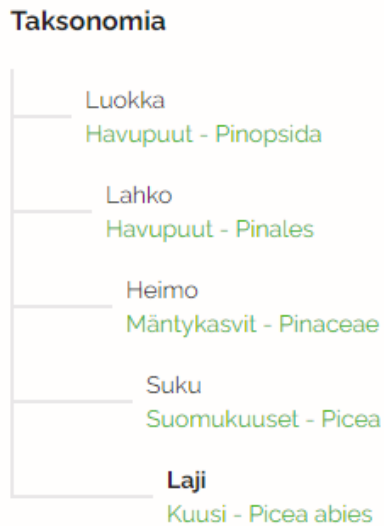 Taksonomia
Luokka
Havupuut - Pinopsida
Lahko
Havupuut - Pinales
Heimo
Mäntykasvit - Pinaceae
Suku
Suomukuuset - Picea
Laji
Kuusi - Picea abies